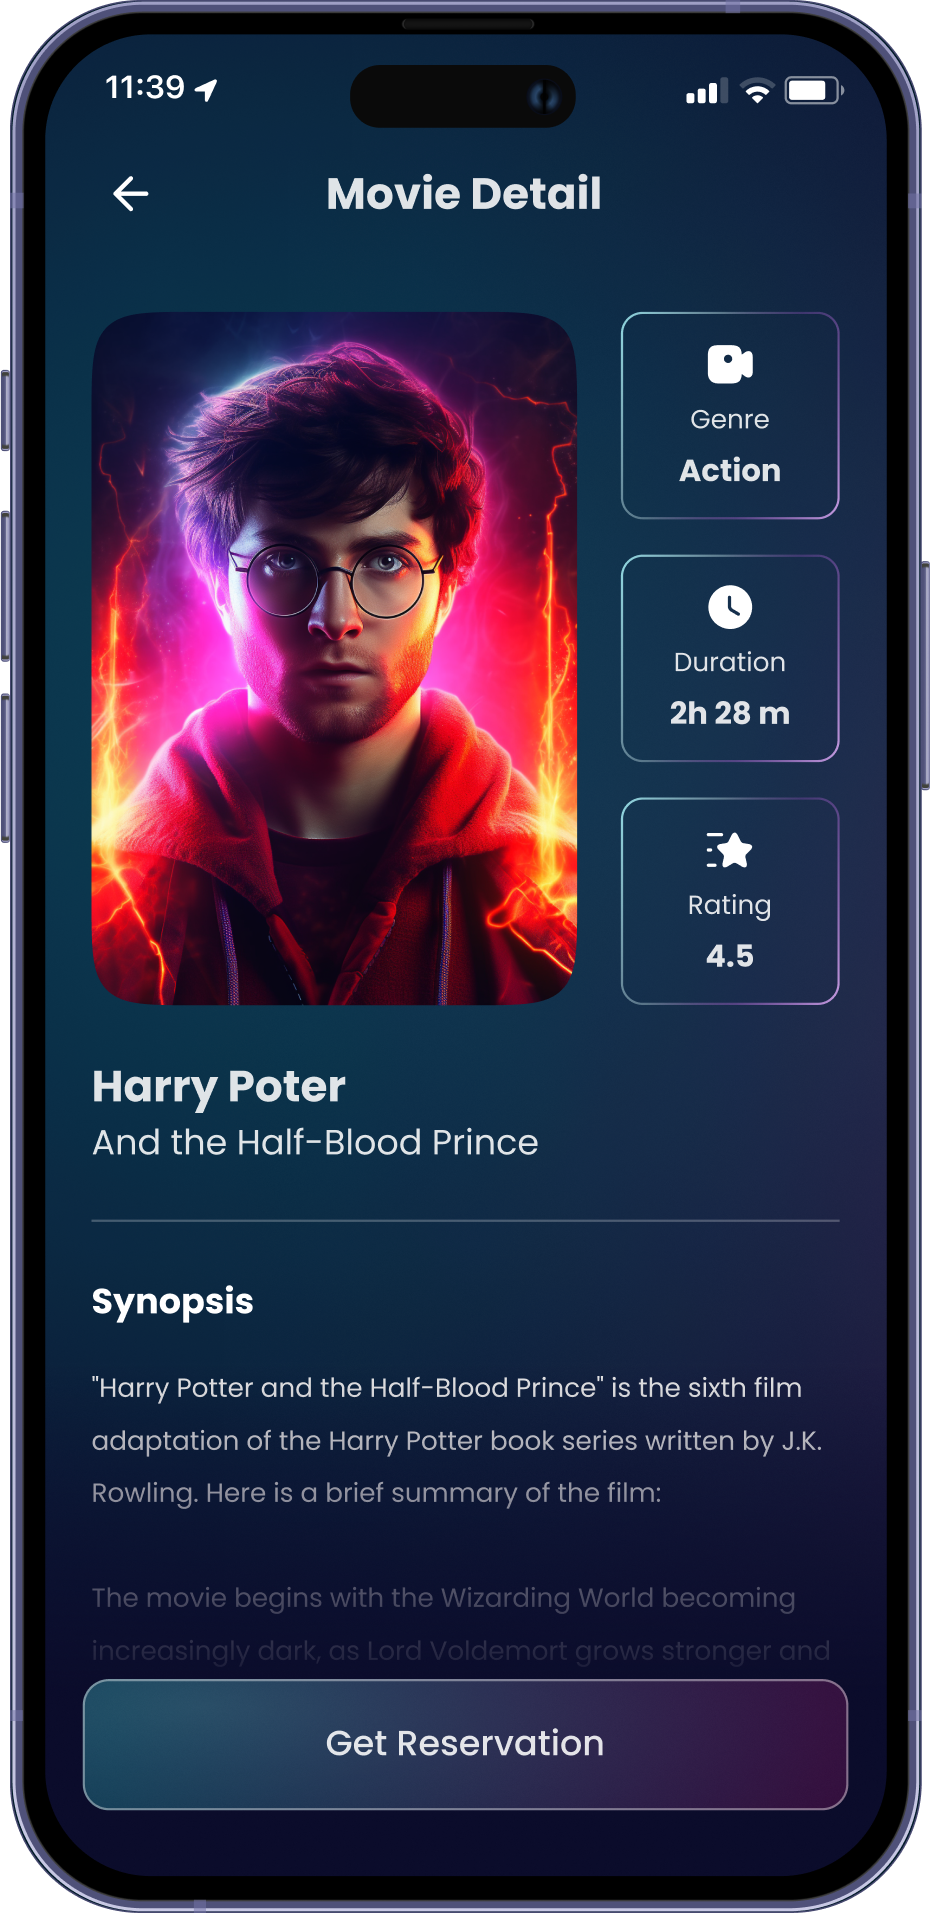 11:39
Movie Detail
Genre
Action
Duration
2h 28 m
Rating
4.5
Harry Poter
And the Half-Blood Prince
Synopsis
"Harry Potter and the Half-Blood Prince" is the sixth film
adaptation of the Harry Potter book series written by J.K.
Rowling. Here is a brief summary of the film:
The movie begins with the Wizarding World becoming
increasingly dark, as Lord Voldemort grows stronger and
Get Reservation